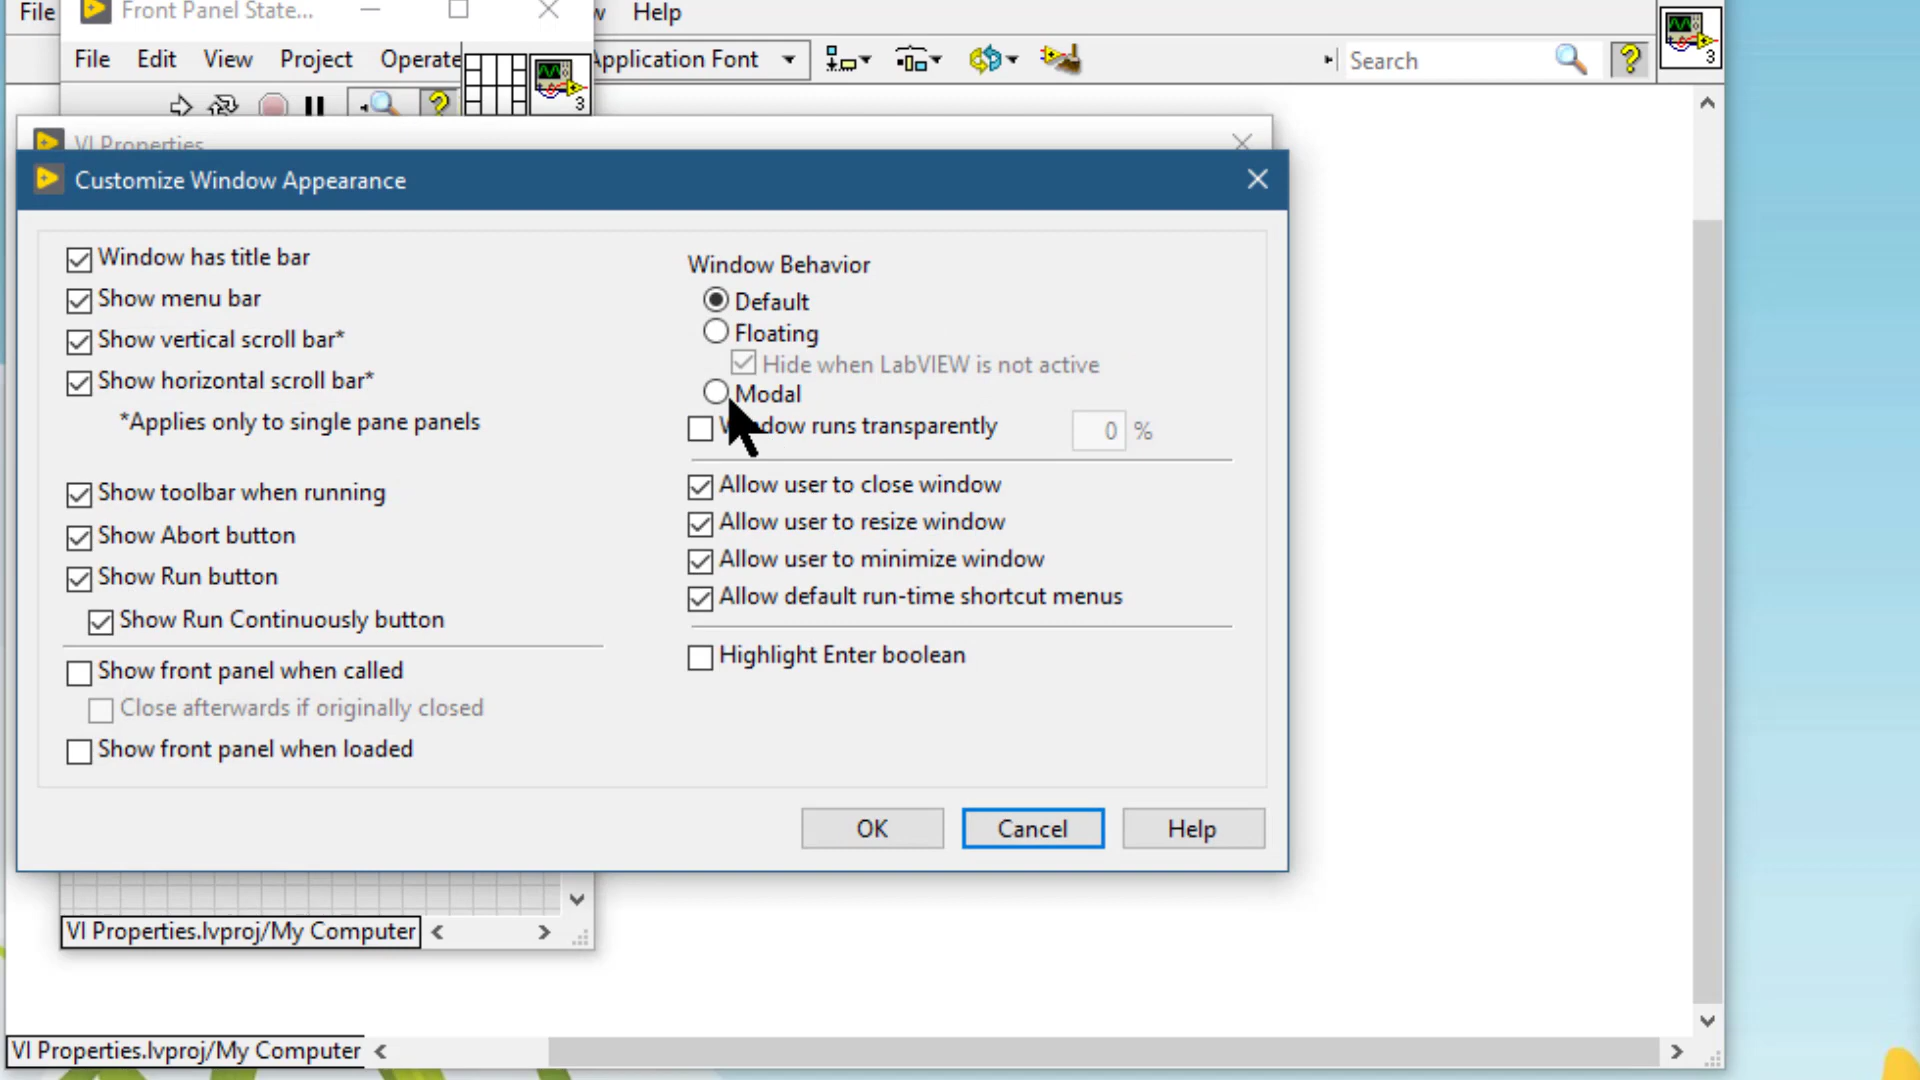 File
Help
Front Panel State...
File Edit View Project Operate
Application Font
Search
3
3
VI Properties
Customize Window Appearance
Window has title bar
Show menu bar
Show vertical scroll bar*
Show horizontal scroll bar*
*Applies only to single pane panels
Show toolbar when running
Show Abort button
Show Run button
Show Run Continuously button
Show front panel when called
Close afterwards if originally closed
Show front panel when loaded
Window Behavior
Default
Floating
Hide when LabVIEW is not active
Modal
Window runs transparently 0 %
Allow user to close window
Allow user to resize window
Allow user to minimize window
Allow default run-time shortcut menus
Highlight Enter boolean
OK Cancel Help
VI Properties.lvproj/My Computer
VI Properties.lvproj/My Computer